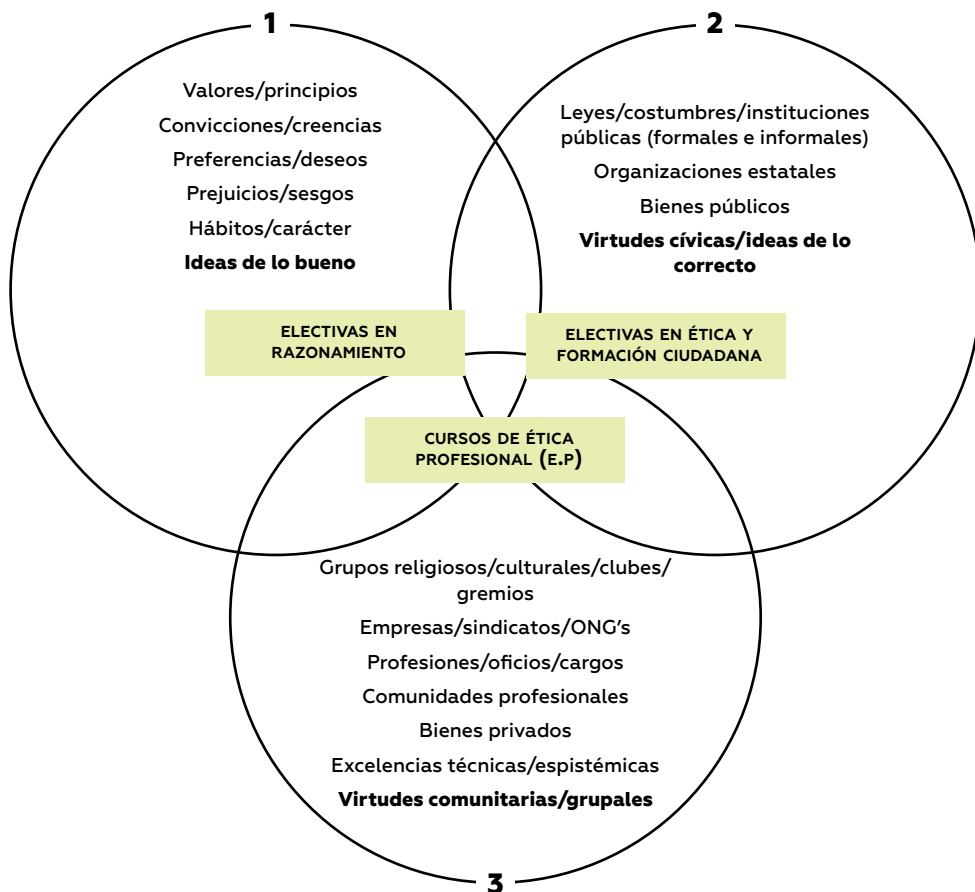 1
Valores/principios
Convicciones/creencias
Preferencias/deseos
Prejuicios/sesgos
Hábitos/carácter
Ideas de lo bueno
2
Leyes/costumbres/instituciones
públicas (formales e informales)
Organizaciones estatales
Bienes públicos
Virtudes cívicas/ideas de lo
correcto
ELECTIVAS EN
RAZONAMIENTO
ELECTIVAS EN ÉTICA Y
FORMACIÓN CIUDADANA
CURSOS DE ÉTICA
PROFESIONAL (E.P)
Grupos religiosos/culturales/clubes/
gremios
Empresas/sindicatos/ONG’s
Profesiones/oficios/cargos
Comunidades profesionales
Bienes privados
Excelencias técnicas/espistémicas
Virtudes comunitarias/grupales
3